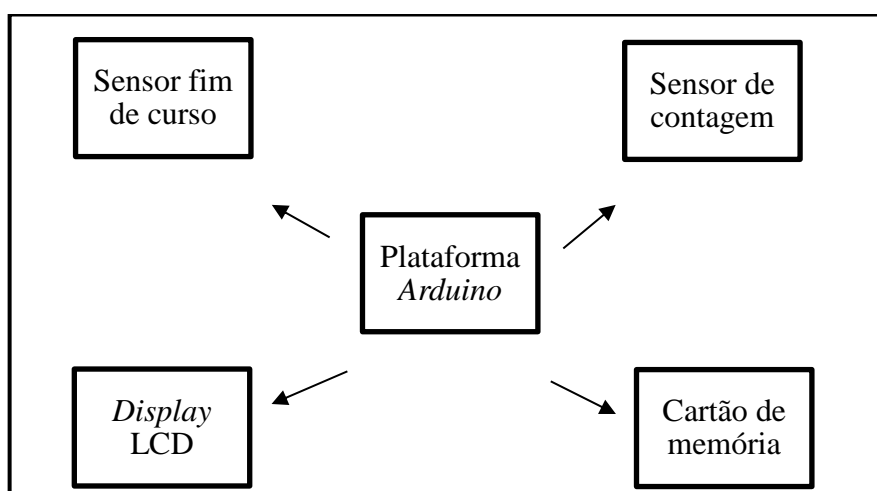 Sensor fim
de curso
Sensor de
contagem
Plataforma
Arduino
Display
LCD
Cartão de
memória